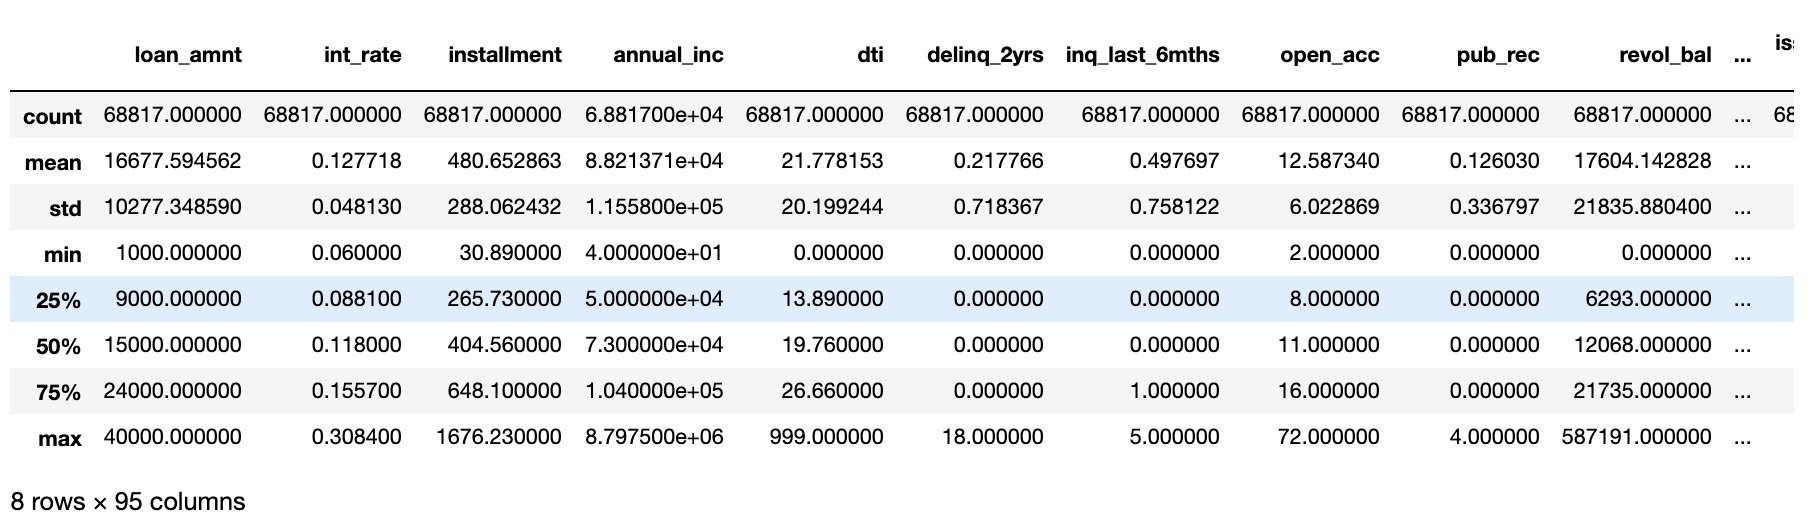 loan_amnt int_rate installment annual_inc dti delinq_2yrs inq_last_6mths open_acc pub_rec revol_bal ...
count 68817.000000 68817.000000 68817.000000 6.881700e+04 68817.000000 68817.000000 68817.000000 68817.000000 68817.000000 68817.000000 ... 68
mean 16677.594562 0.127718 480.652863 8.821371e+04 21.778153 0.217766 0.497697 12.587340 0.126030 17604.142828 ...
std 10277.348590 0.048130 288.062432 1.155800e+05 20.199244 0.718367 0.758122 6.022869 0.336797 21835.880400 ...
min 1000.000000 0.060000 30.890000 4.000000e+01 0.000000 0.000000 0.000000 2.000000 0.000000 0.000000 ...
25% 9000.000000 0.088100 265.730000 5.000000e+04 13.890000 0.000000 0.000000 8.000000 0.000000 6293.000000 ...
50% 15000.000000 0.118000 404.560000 7.300000e+04 19.760000 0.000000 0.000000 11.000000 0.000000 12068.000000 ...
75% 24000.000000 0.155700 648.100000 1.040000e+05 26.660000 0.000000 1.000000 16.000000 0.000000 21735.000000 ...
max 40000.000000 0.308400 1676.230000 8.797500e+06 999.000000 18.000000 5.000000 72.000000 4.000000 587191.000000 ...
8 rows × 95 columns